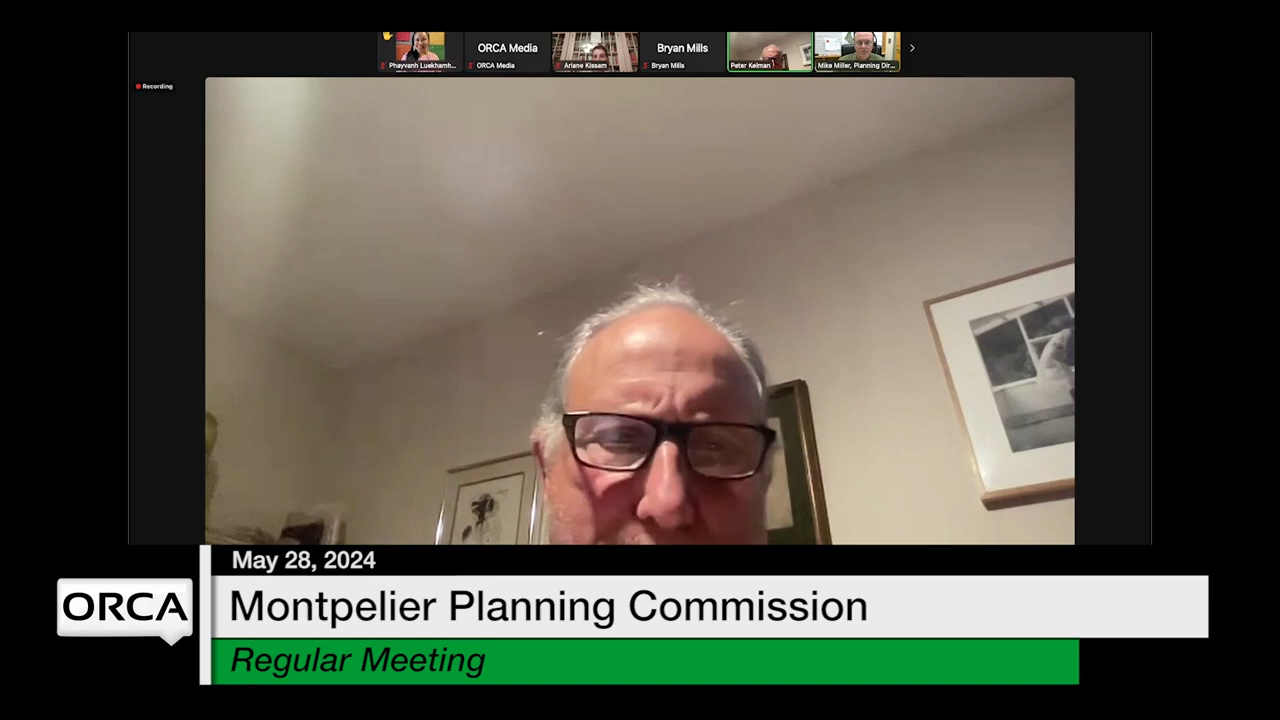 ORCA Media
Bryan Mills
Phayvanh Luekhamh...
ORCA Media
Ariane Kissam
Bryan Mills
Peter Kelman
Mike Miller, Planning Dir...
Recording
May 28, 2024
ORCA
Montpelier Planning Commission
Regular Meeting